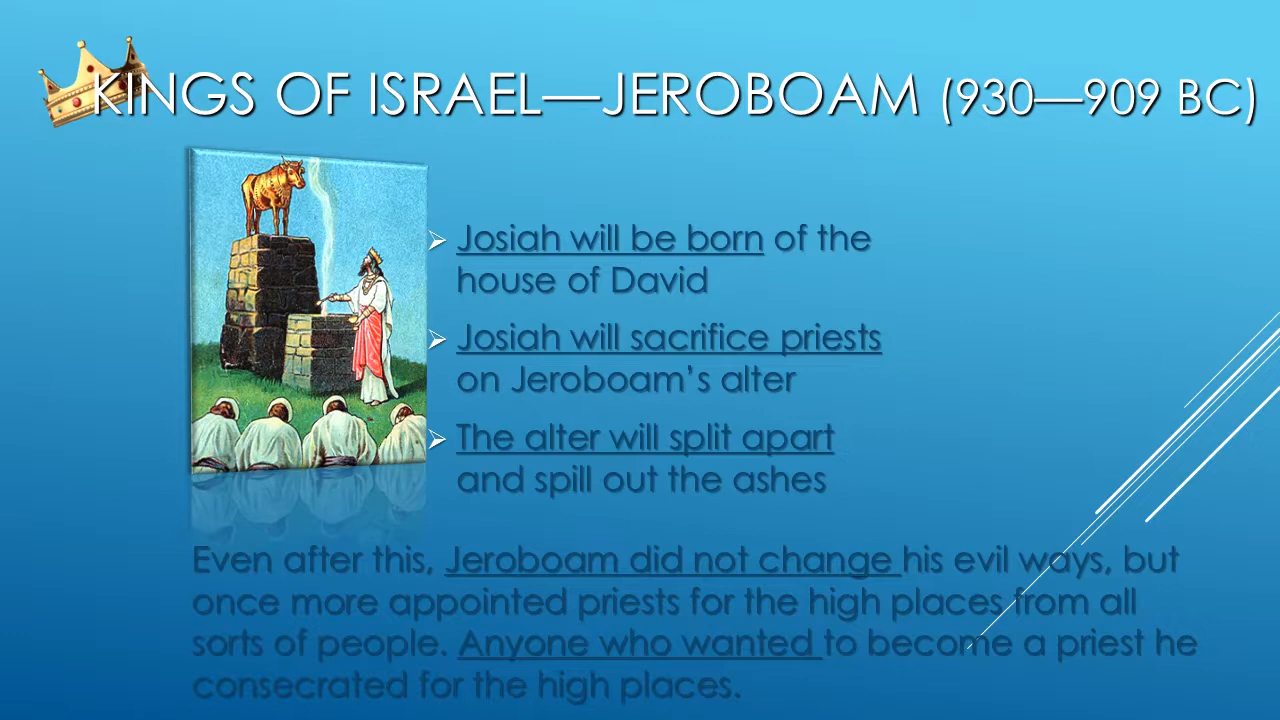 KINGS OF ISRAEL—JEROBOAM (930—909 BC)
Josiah will be born of the
house of David
Josiah will sacrifice priests
on Jeroboam's alter
The alter will split apart
and spill out the ashes
Even after this, Jeroboam did not change his evil ways, but
once more appointed priests for the high places from all
sorts of people. Anyone who wanted to become a priest he
consecrated for the high places.